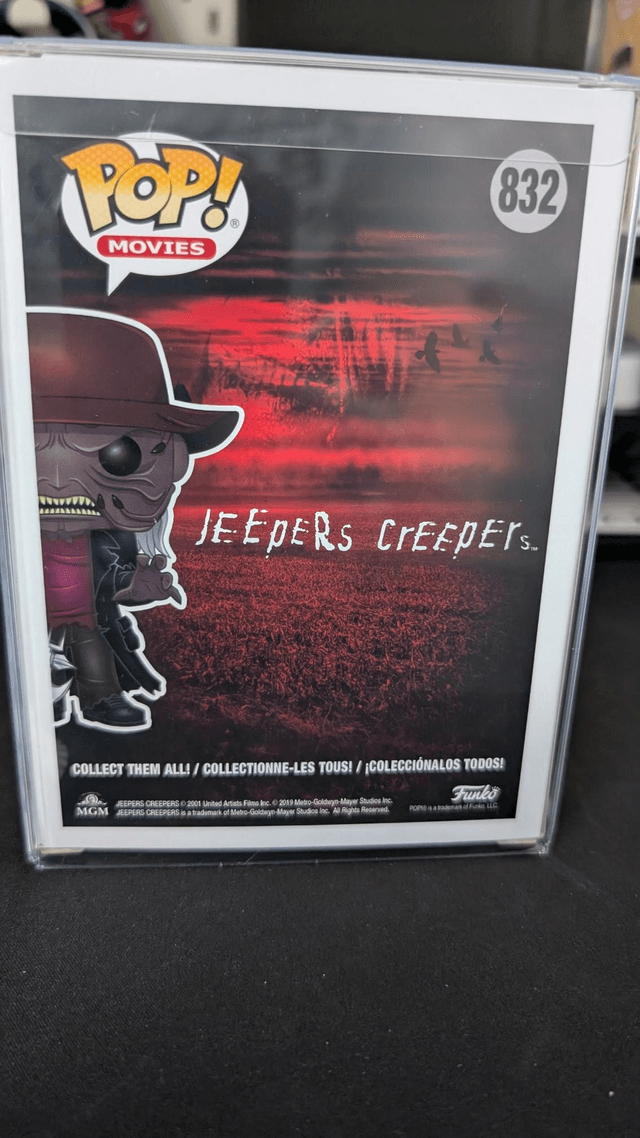 POP!®
MOVIES
832
JEEpERs CrEEpErs™
COLLECT THEM ALL! / COLLECTIONNE-LES TOUS! / ¡COLECCIÓNALOS TODOS!
MGM
JEEPERS CREEPERS © 2001 United Artists Films Inc. © 2019 Metro-Goldwyn-Mayer Studios Inc.
JEEPERS CREEPERS is a trademark of Metro-Goldwyn-Mayer Studios Inc. All Rights Reserved.
Funko®
POP!® is a trademark of Funko, LLC.